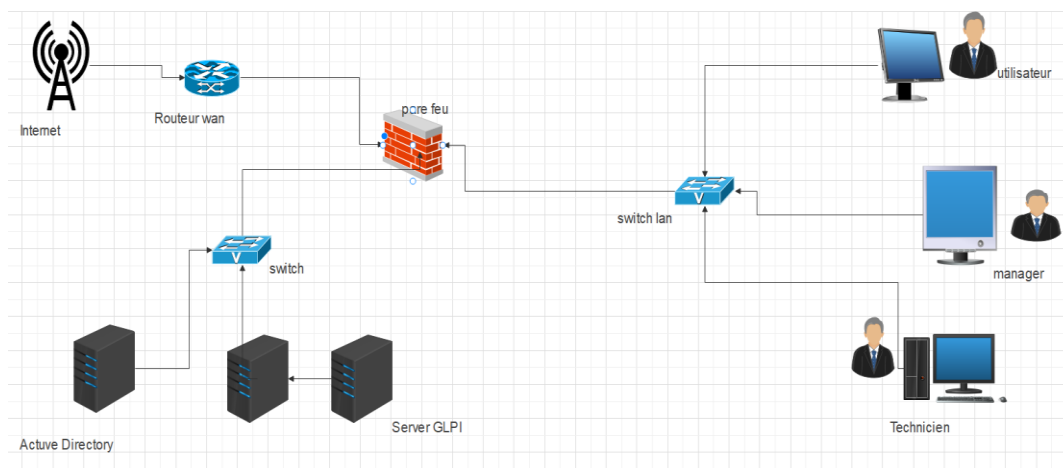 Internet
Routeur wan
pare feu
utilisateur
switch lan
switch
manager
Actuve Directory
Server GLPI
Technicien